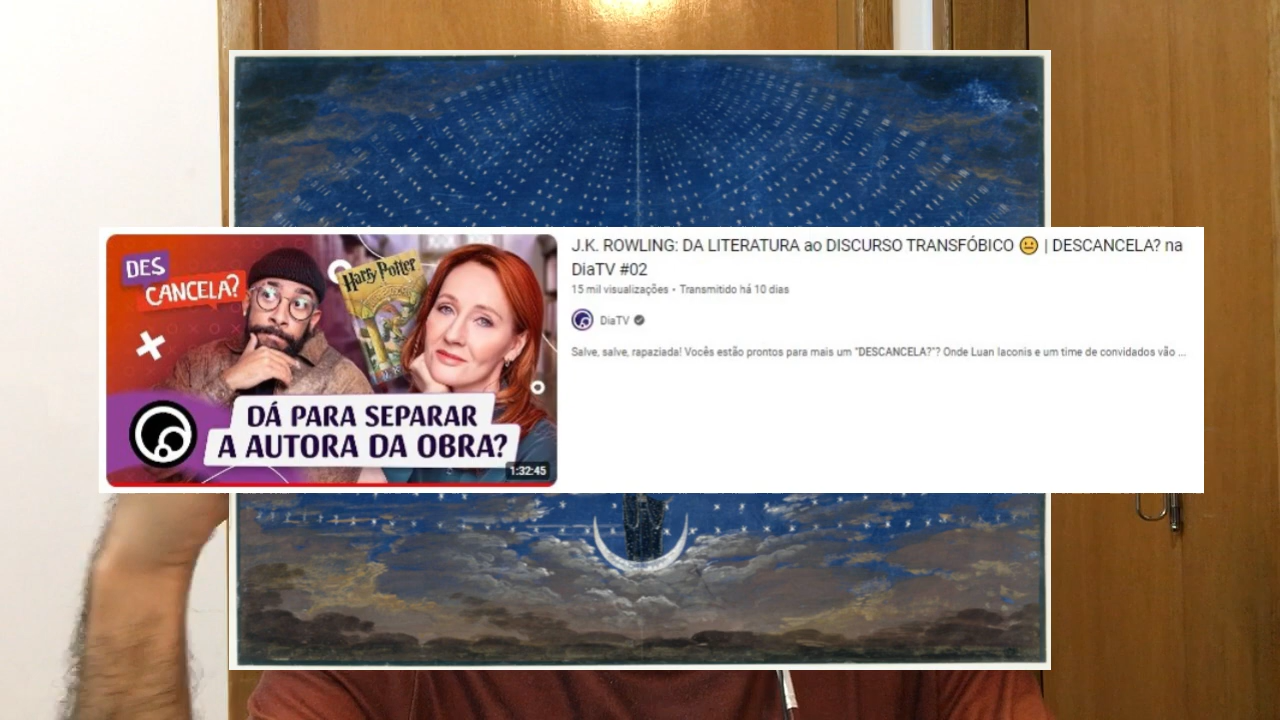 DES
CANCELA?
Harry Potter
DÁ PARA SEPARAR
A AUTORA DA OBRA?
1:32:45
J.K. ROWLING: DA LITERATURA ao DISCURSO TRANSFÓBICO 😐 | DESCANCELA? na
DiaTV #02
15 mil visualizações • Transmitido há 10 dias
DiaTV
Salve, salve, rapaziada! Vocês estão prontos para mais um "DESCANCELA?"? Onde Luan Iaconis e um time de convidados vão ...